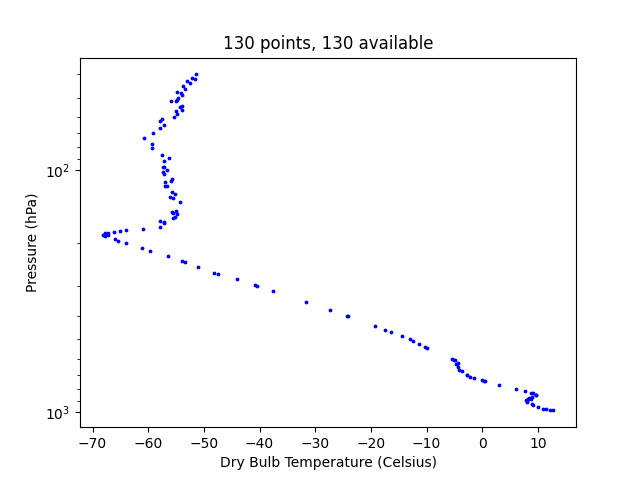 130 points, 130 available
Pressure (hPa)
10²
10³
−70 −60 −50 −40 −30 −20 −10 0 10
Dry Bulb Temperature (Celsius)